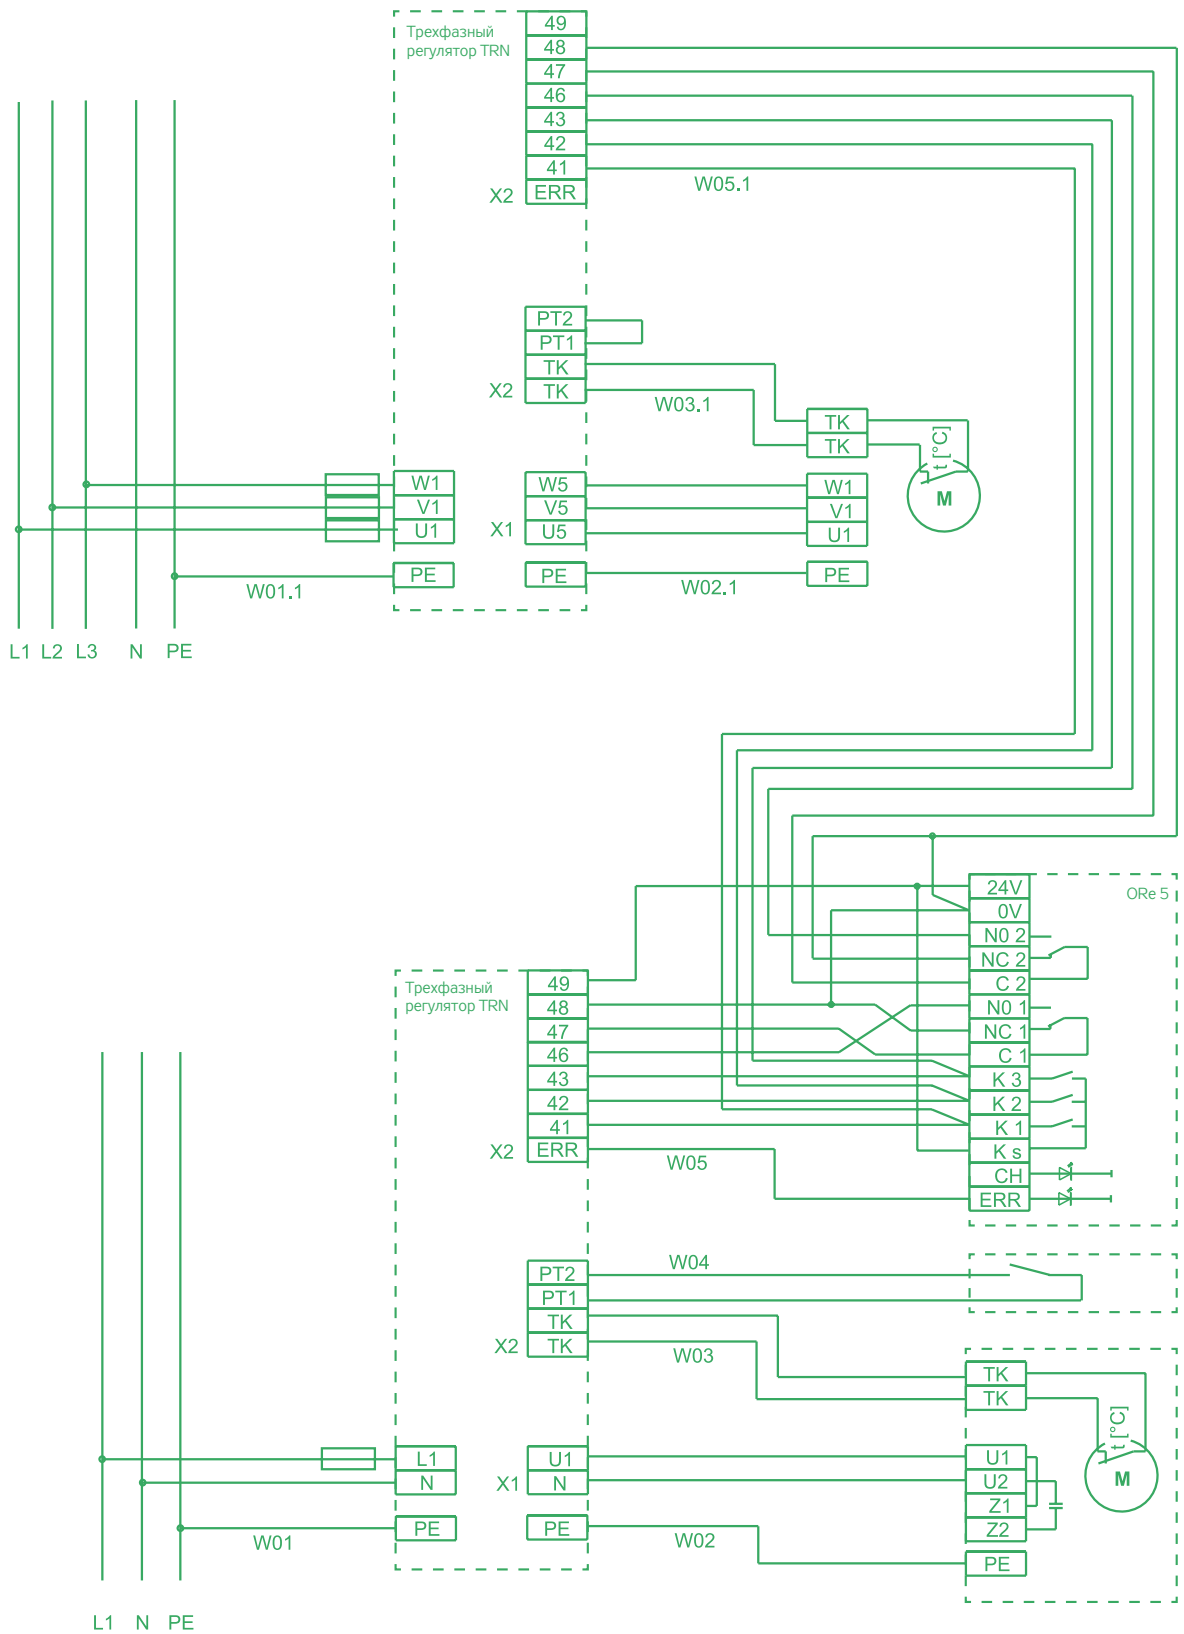 Трехфазный
регулятор TRN
49
48
47
46
43
42
41
X2
ERR
W05.1
PT2
PT1
TK
X2
TK
W03.1
TK
TK
t [°C]
M
W1
V1
U1
PE
X1
W5
V5
U5
PE
W1
V1
U1
PE
W01.1
W02.1
L1
L2
L3
N
PE
ORe 5
24V
0V
N0 2
NC 2
C 2
N0 1
NC 1
C 1
K 3
K 2
K 1
K s
CH
ERR
Трехфазный
регулятор TRN
49
48
47
46
43
42
41
X2
ERR
W05
PT2
PT1
TK
X2
TK
W04
W03
TK
TK
t [°C]
M
L1
N
PE
X1
U1
N
PE
U1
U2
Z1
Z2
PE
W01
W02
L1
N
PE